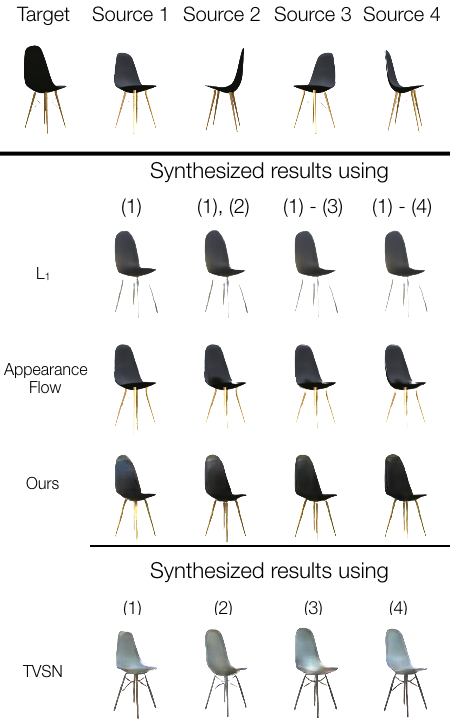 Target Source 1 Source 2 Source 3 Source 4
Synthesized results using
(1) (1), (2) (1) - (3) (1) - (4)
L₁
Appearance
Flow
Ours
Synthesized results using
(1) (2) (3) (4)
TVSN